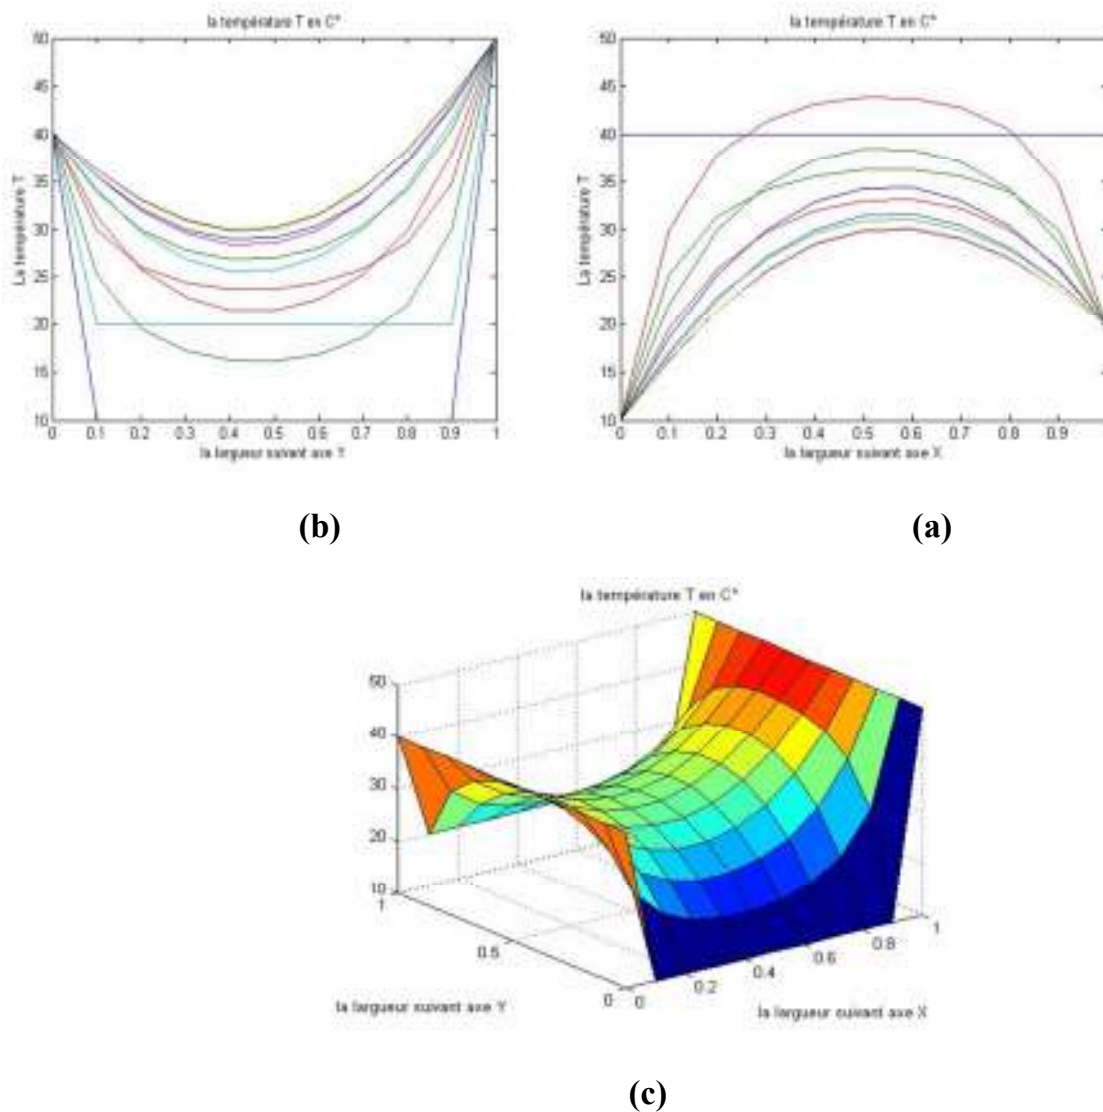 la température T en C°
50
45
40
35
30
25
20
15
10
La température T
0 0.1 0.2 0.3 0.4 0.5 0.6 0.7 0.8 0.9 1
la largueur suivant axe Y
(b)
la température T en C°
50
45
40
35
30
25
20
15
10
La température T
0 0.1 0.2 0.3 0.4 0.5 0.6 0.7 0.8 0.9
la largueur suivant axe X
(a)
la température T en C°
50
40
30
20
10
1
0.5
0
0
0.2
0.4
0.6
0.8
1
la largueur suivant axe Y
la largueur suivant axe X
(c)